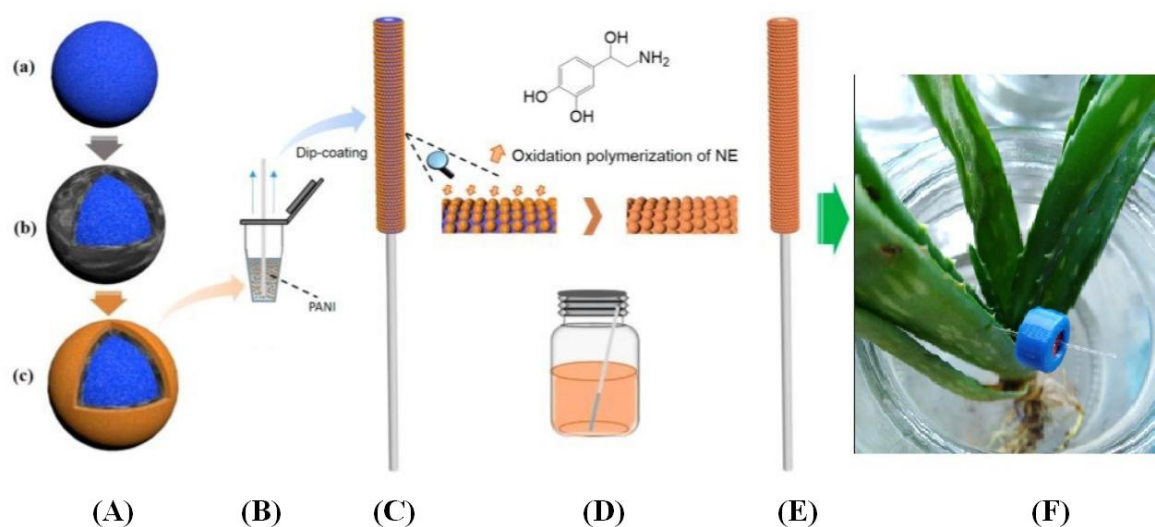 (a)
(b)
(c)
Dip-coating
PANI
OH
NH2
HO
OH
Oxidation polymerization of NE
(A) (B) (C) (D) (E) (F)